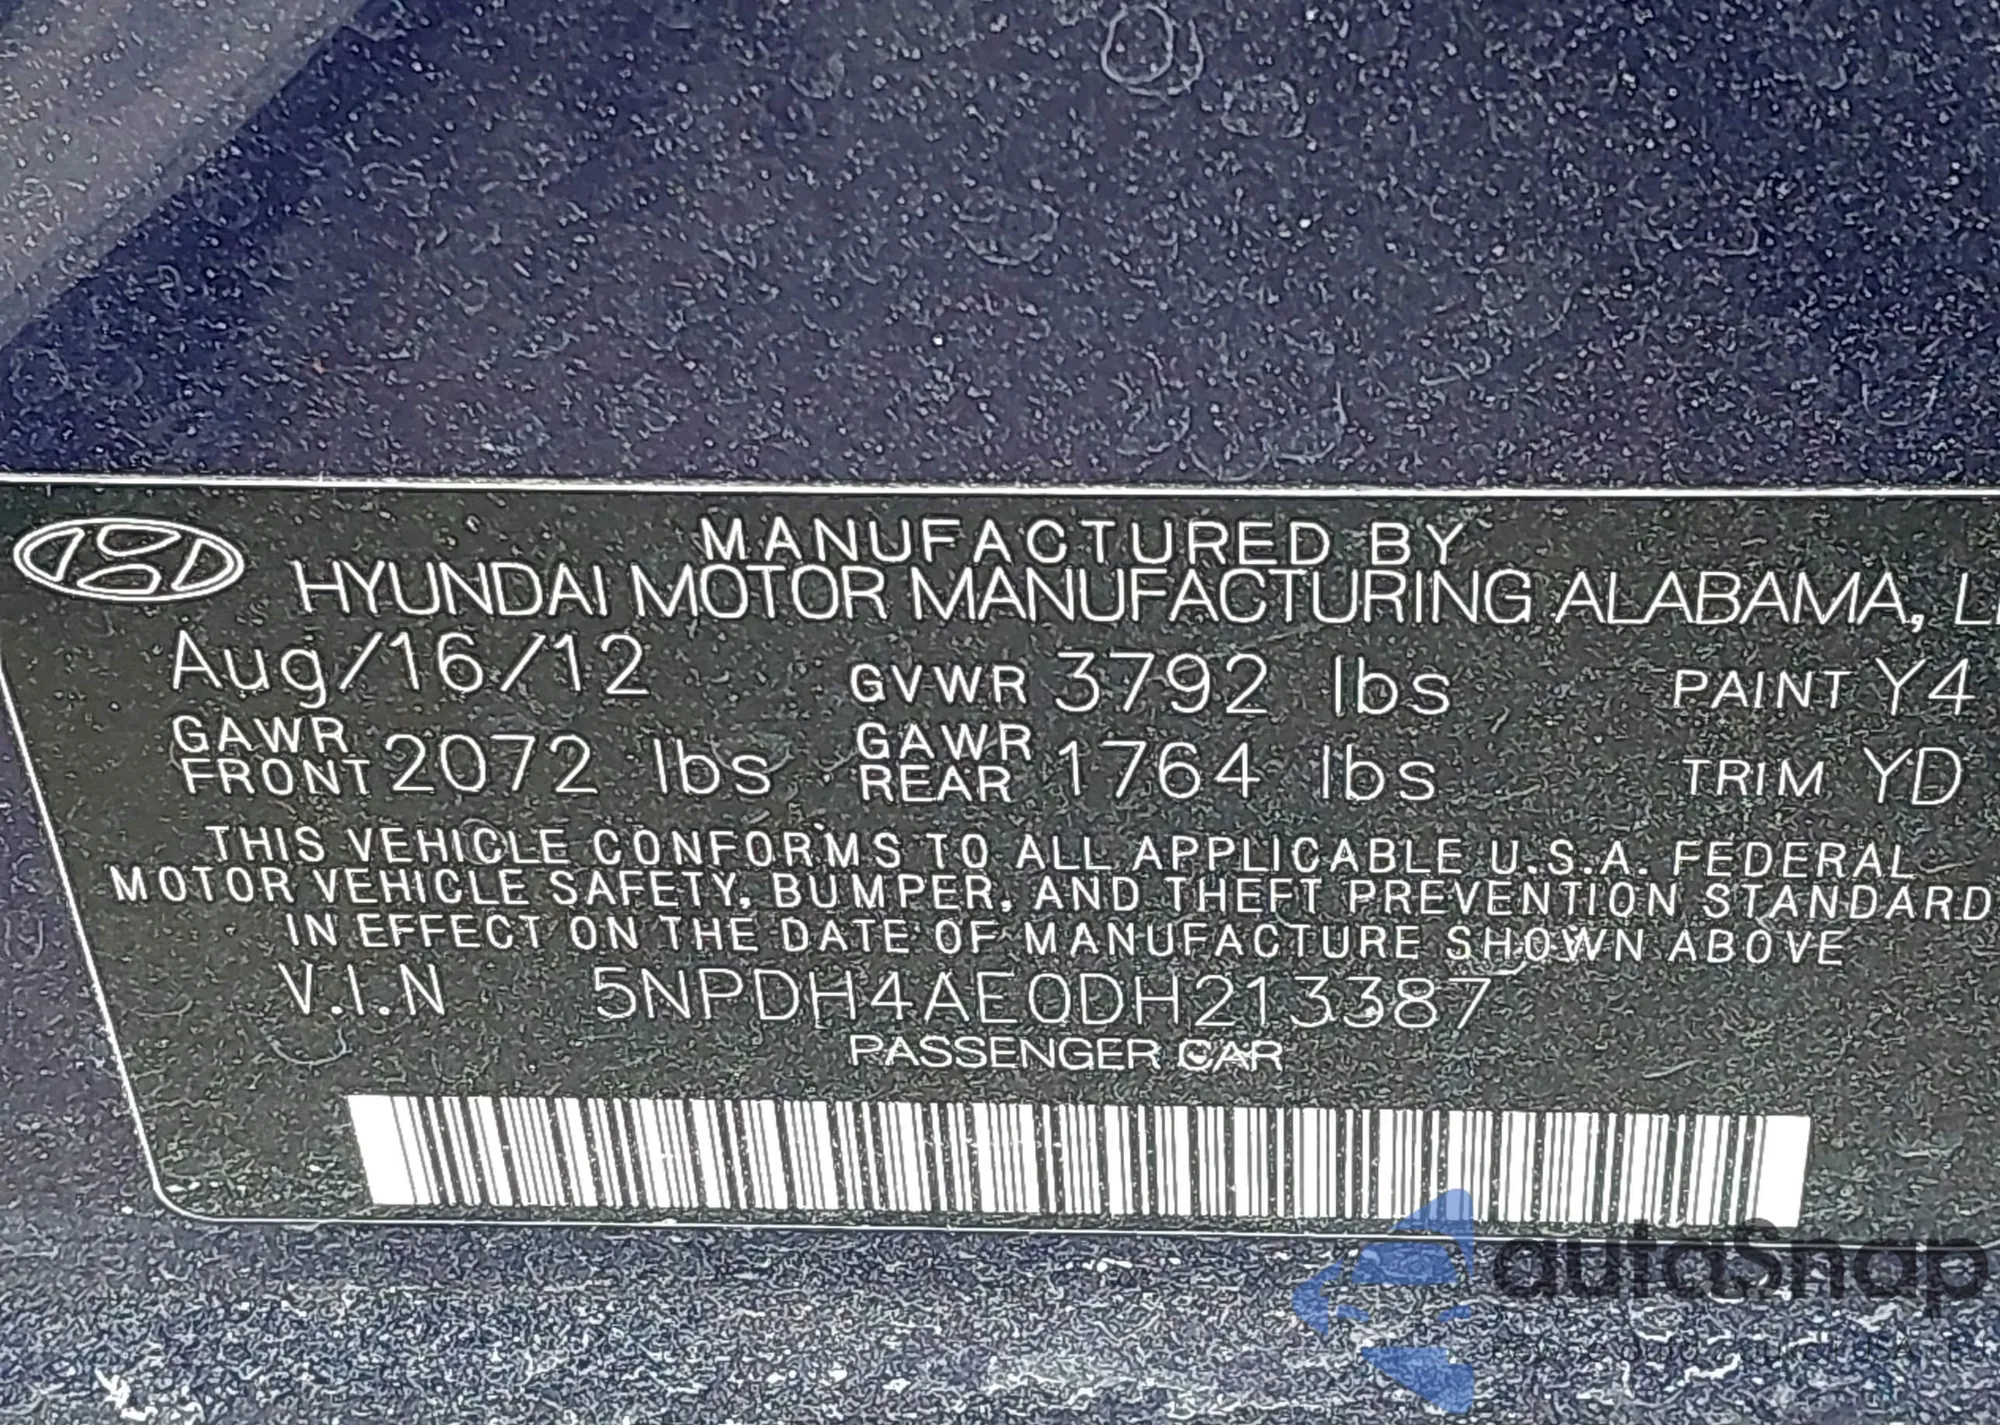 MANUFACTURED BY
HYUNDAI MOTOR MANUFACTURING ALABAMA,
Aug/16/12 GVWR 3792 lbs PAINT Y4
GAWR FRONT 2072 lbs GAWR REAR 1764 lbs TRIM YD
THIS VEHICLE CONFORMS TO ALL APPLICABLE U.S.A. FEDERAL
MOTOR VEHICLE SAFETY, BUMPER, AND THEFT PREVENTION STANDARD
IN EFFECT ON THE DATE OF MANUFACTURE SHOWN ABOVE
V.I.N 5NPDH4AE0DH213387
PASSENGER CAR
autoSnap